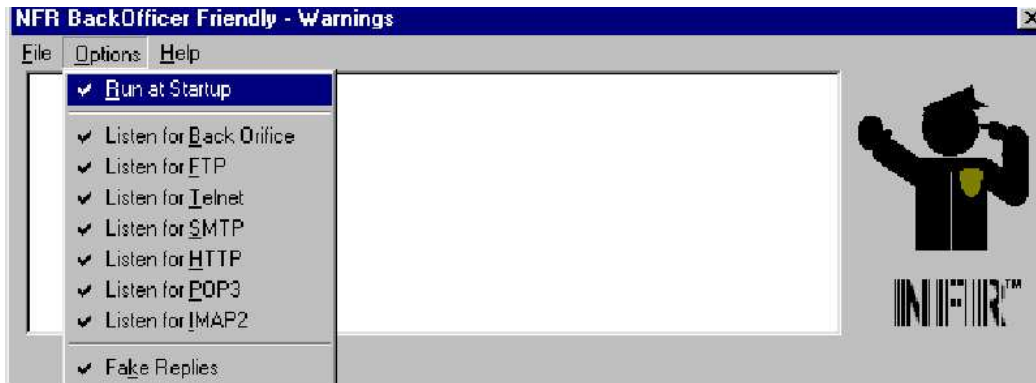 NFR BackOfficer Friendly - Warnings
File Options Help
Run at Startup
Listen for Back Orifice
Listen for FTP
Listen for Telnet
Listen for SMTP
Listen for HTTP
Listen for POP3
Listen for IMAP2
Fake Replies
NFR™